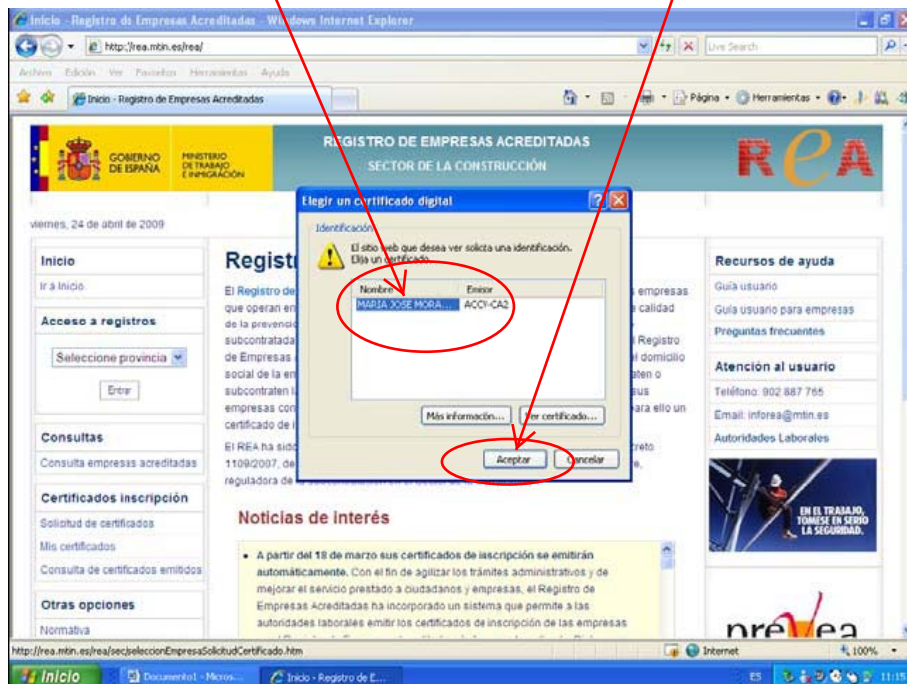 Inicio - Registro de Empresas Acreditadas - Windows Internet Explorer
http://rea.mtin.es/rea/
Live Search
Archivo Edición Ver Favoritos Herramientas Ayuda
Inicio - Registro de Empresas Acreditadas
Página
Herramientas
GOBIERNO DE ESPAÑA
MINISTERIO DE TRABAJO E INMIGRACIÓN
REGISTRO DE EMPRESAS ACREDITADAS
SECTOR DE LA CONSTRUCCIÓN
ReA
viernes, 24 de abril de 2009
Inicio
Ir a Inicio
Acceso a registros
Seleccione provincia
Entrar
Consultas
Consulta empresas acreditadas
Certificados inscripción
Solicitud de certificados
Mis certificados
Consulta de certificados emitidos
Otras opciones
Normativa
Regist
El Registro de
empresas
que operan en
calidad
de la prevenció
subcontratada
l Registro
de Empresas
el domicilio
social de la en
aten o
subcontraten l
sus
empresas con
para ello un
certificado de i
El REA ha sido
creto
1109/2007, de
re,
reguladora de
Elegir un certificado digital
Identificación
El sitio web que desea ver solicita una identificación.
Elija un certificado.
Nombre Emisor
MARIA JOSE MORA... ACCV-CA2
Más información... Ver certificado...
Aceptar Cancelar
Noticias de interés
• A partir del 18 de marzo sus certificados de inscripción se emitirán
automáticamente. Con el fin de agilizar los trámites administrativos y de
mejorar el servicio prestado a ciudadanos y empresas, el Registro de
Empresas Acreditadas ha incorporado un sistema que permite a las
autoridades laborales emitir los certificados de inscripción de las empresas
Recursos de ayuda
Guía usuario
Guía usuario para empresas
Preguntas frecuentes
Atención al usuario
Teléfono: 902 887 765
Email: inforea@mtin.es
Autoridades Laborales
EN EL TRABAJO,
TÓMESE EN SERIO
LA SEGURIDAD.
prevea
http://rea.mtin.es/rea/sec/seleccionEmpresaSolicitudCertificado.htm
Internet
100%
Inicio
Documento1 - Micros...
Inicio - Registro de E...
ES
11:15